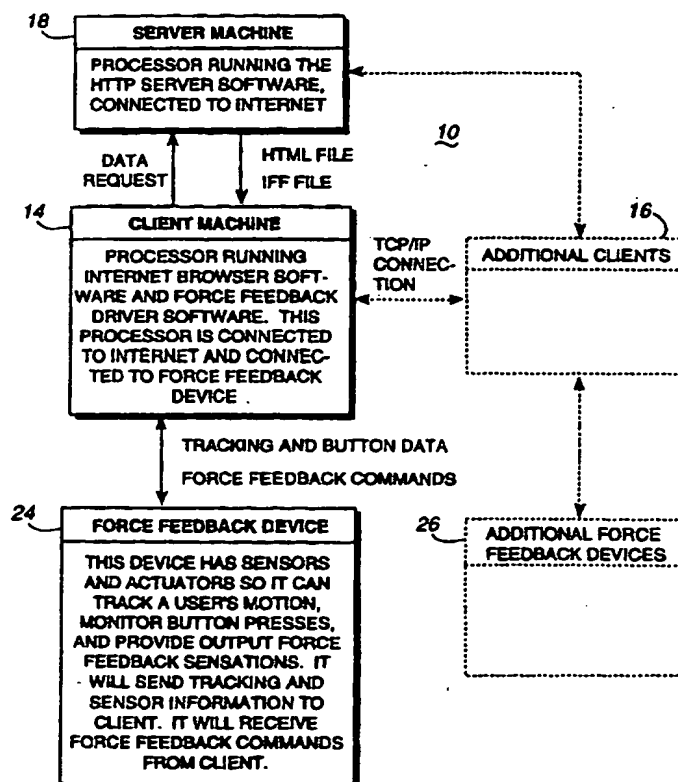 18
SERVER MACHINE
PROCESSOR RUNNING THE
HTTP SERVER SOFTWARE,
CONNECTED TO INTERNET
10
DATA
REQUEST
HTML FILE
IFF FILE
14
CLIENT MACHINE
PROCESSOR RUNNING
INTERNET BROWSER SOFT-
WARE AND FORCE FEEDBACK
DRIVER SOFTWARE. THIS
PROCESSOR IS CONNECTED
TO INTERNET AND CONNEC-
TED TO FORCE FEEDBACK
DEVICE .
TCP/IP
CONNEC-
TION
16
ADDITIONAL CLIENTS
TRACKING AND BUTTON DATA
FORCE FEEDBACK COMMANDS
24
FORCE FEEDBACK DEVICE
THIS DEVICE HAS SENSORS
AND ACTUATORS SO IT CAN
TRACK A USER'S MOTION,
MONITOR BUTTON PRESSES,
AND PROVIDE OUTPUT FORCE
FEEDBACK SENSATIONS. IT
WILL SEND TRACKING AND
SENSOR INFORMATION TO
CLIENT. IT WILL RECEIVE
FORCE FEEDBACK COMMANDS
FROM CLIENT.
26
ADDITIONAL FORCE
FEEDBACK DEVICES